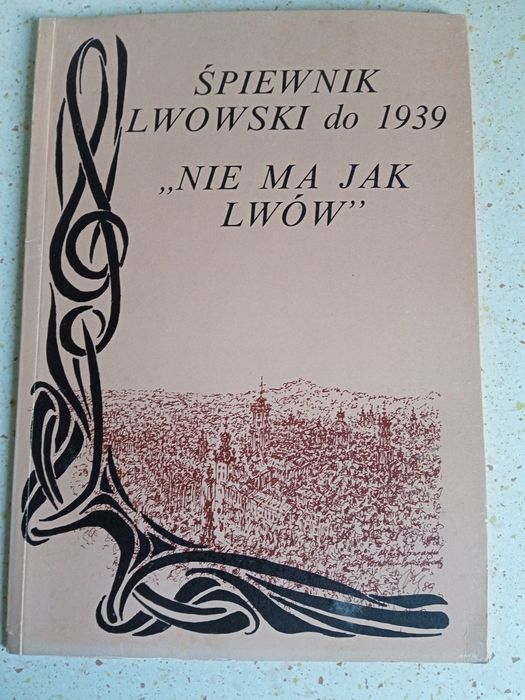 ŚPIEWNIK
LWOWSKI do 1939
„NIE MA JAK
LWÓW”